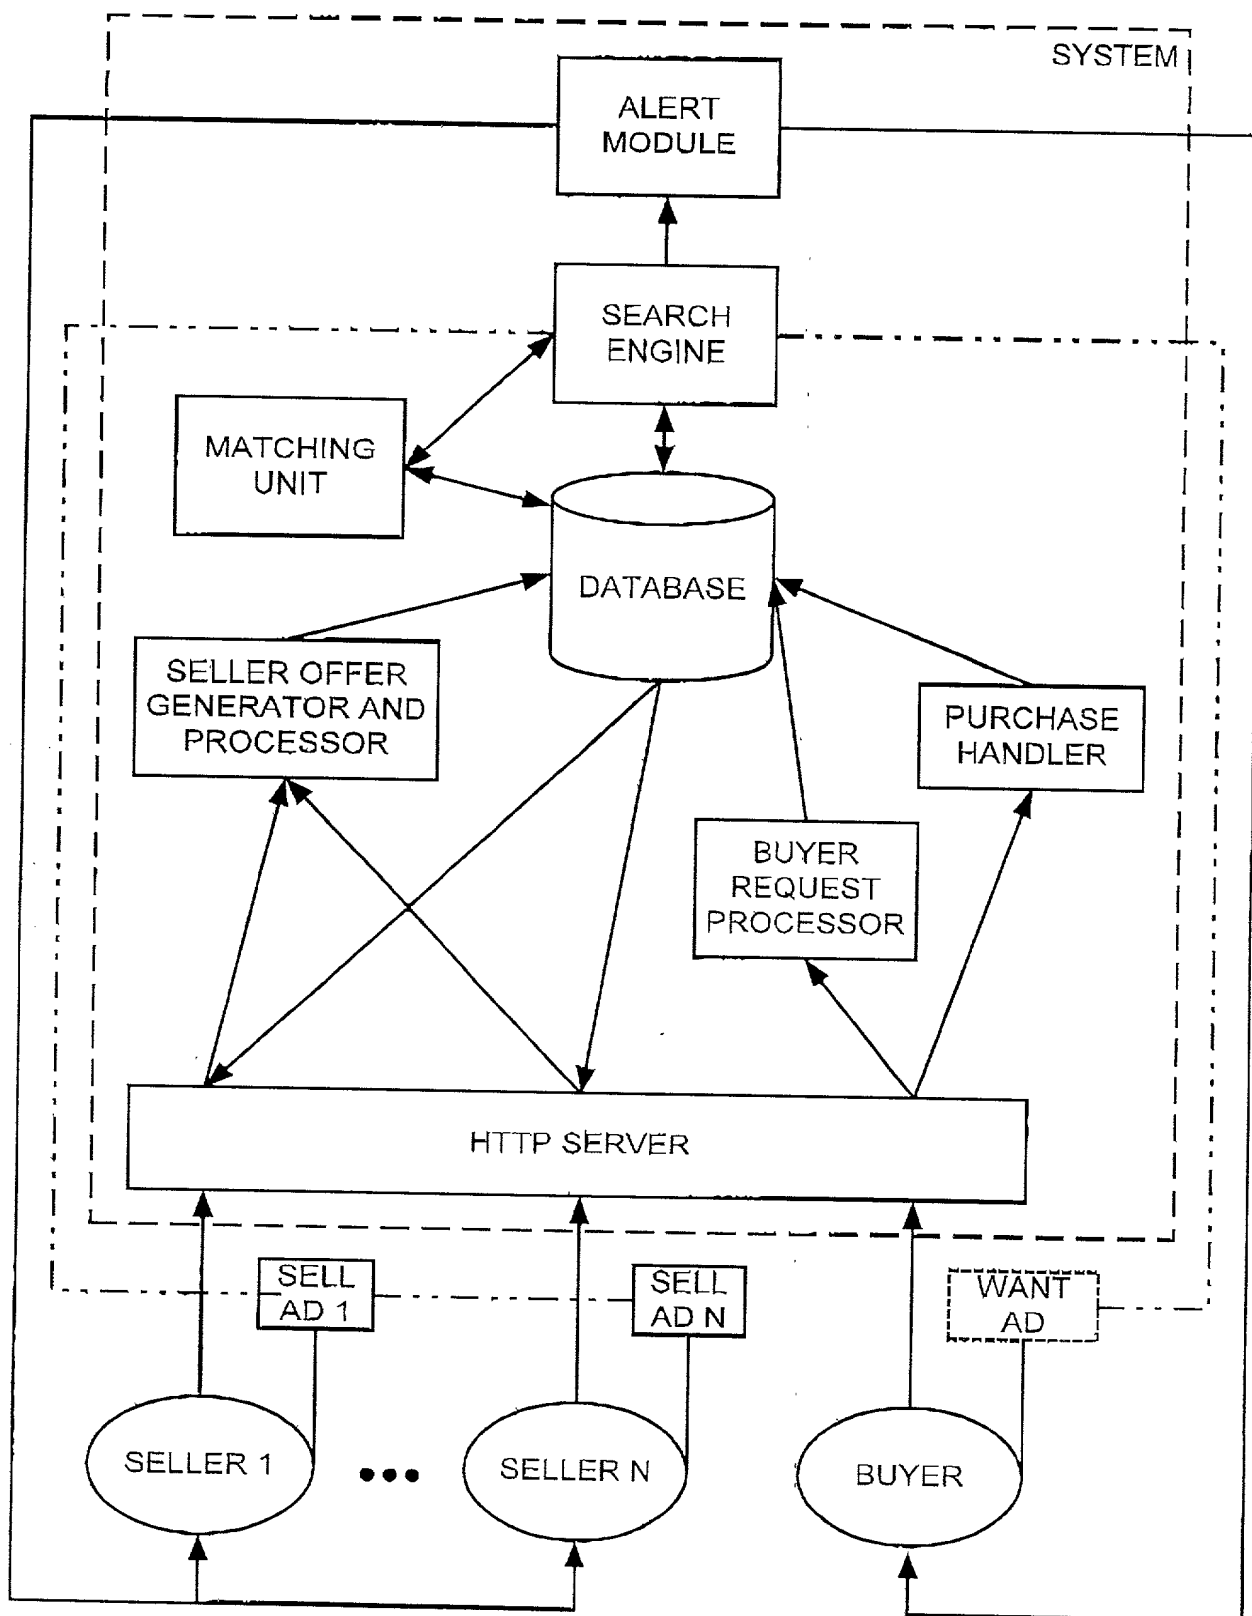 SYSTEM
ALERT
MODULE
SEARCH
ENGINE
MATCHING
UNIT
DATABASE
SELLER OFFER
GENERATOR AND
PROCESSOR
PURCHASE
HANDLER
BUYER
REQUEST
PROCESSOR
HTTP SERVER
SELL
AD 1
SELL
AD N
WANT
AD
SELLER 1
SELLER N
BUYER